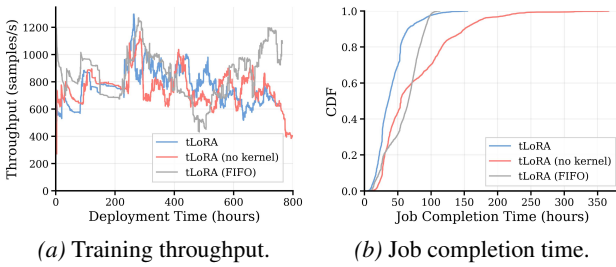 1200
1000
800
600
400
200
0
0
200
400
600
800
Throughput (samples/s)
Deployment Time (hours)
tLoRA
tLoRA (no kernel)
tLoRA (FIFO)
(a) Training throughput.
1.0
0.8
0.6
0.4
0.2
0.0
0
50
100
150
200
250
300
350
CDF
Job Completion Time (hours)
tLoRA
tLoRA (no kernel)
tLoRA (FIFO)
(b) Job completion time.